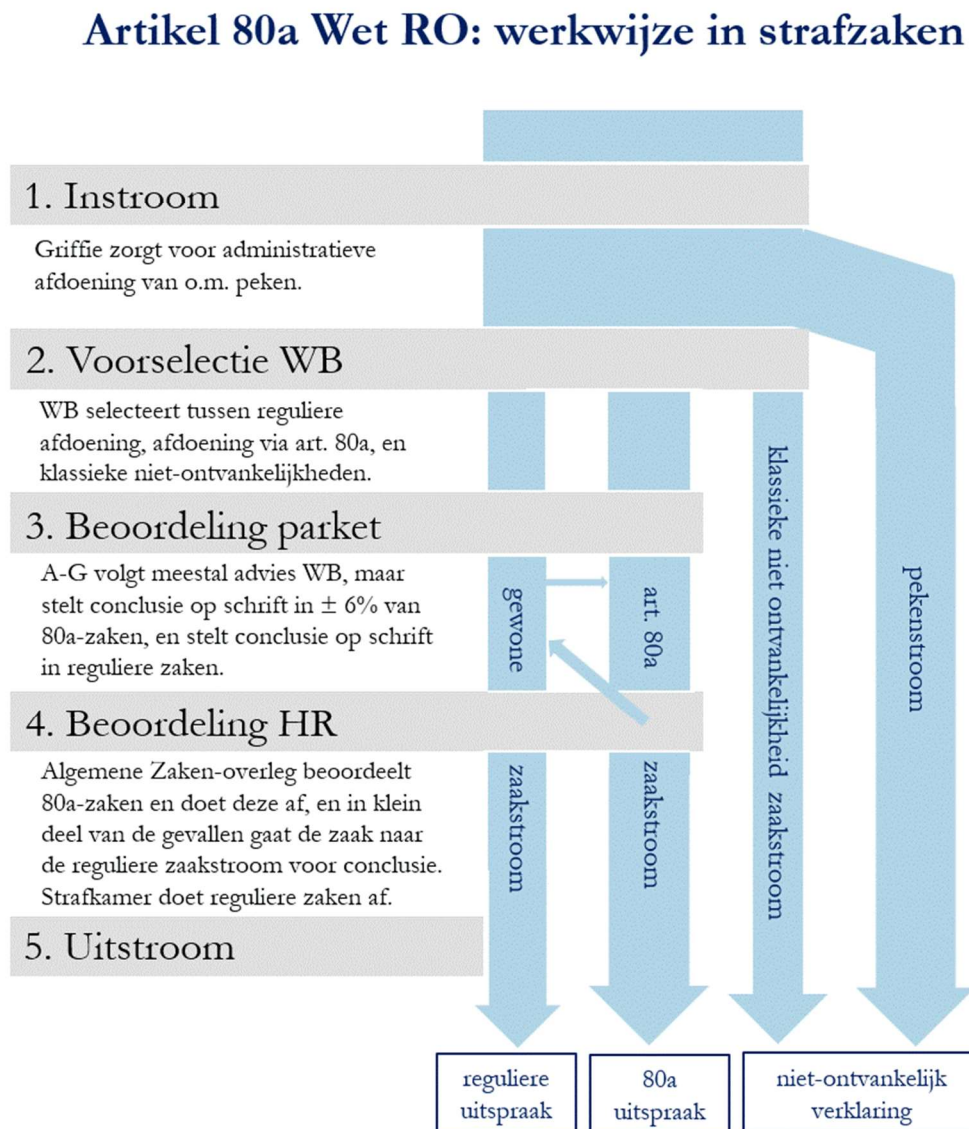 Artikel 80a Wet RO: werkwijze in strafzaken
1. Instroom
Griffie zorgt voor administratieve
afdoening van o.m. peken.
2. Voorselectie WB
WB selecteert tussen reguliere
afdoening, afdoening via art. 80a, en
klassieke niet-ontvankelijkheden.
3. Beoordeling parket
A-G volgt meestal advies WB, maar
stelt conclusie op schrift in ± 6% van
80a-zaken, en stelt conclusie op schrift
in reguliere zaken.
4. Beoordeling HR
Algemene Zaken-overleg beoordeelt
80a-zaken en doet deze af, en in klein
deel van de gevallen gaat de zaak naar
de reguliere zaakstroom voor conclusie.
Strafkamer doet reguliere zaken af.
5. Uitstroom
gewone
zaakstroom
art. 80a
zaakstroom
klassieke niet ontvankelijkheid zaakstroom
pekenstroom
reguliere
uitspraak
80a
uitspraak
niet-ontvankelijk
verklaring